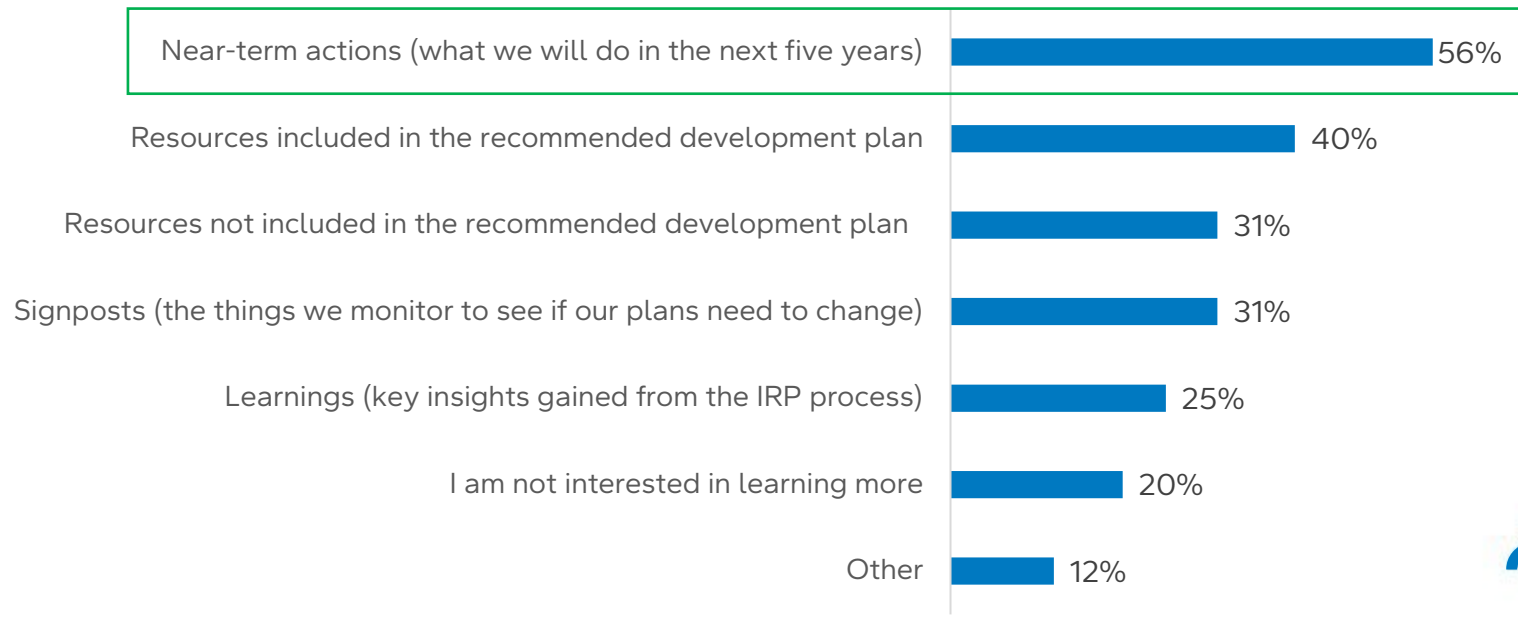 Near-term actions (what we will do in the next five years) 56%
Resources included in the recommended development plan 40%
Resources not included in the recommended development plan 31%
Signposts (the things we monitor to see if our plans need to change) 31%
Learnings (key insights gained from the IRP process) 25%
I am not interested in learning more 20%
Other 12%